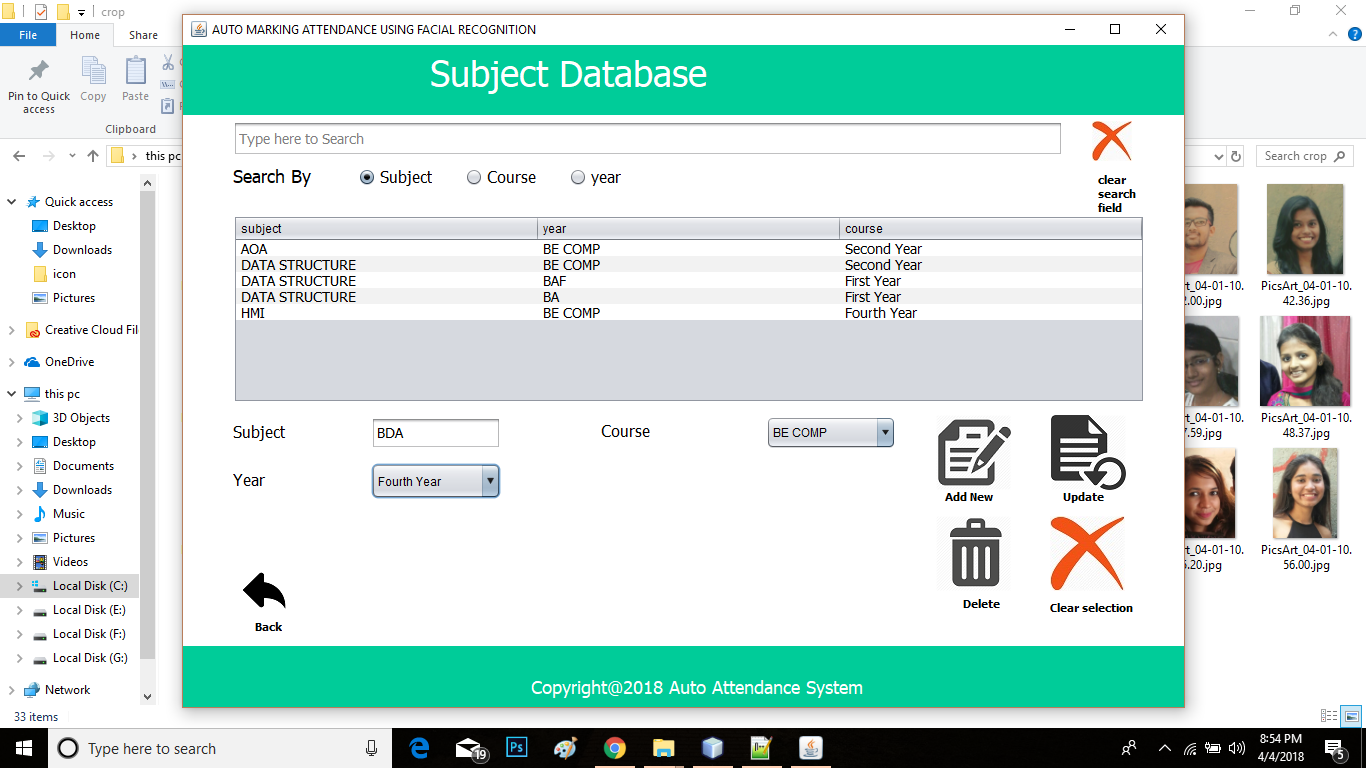 crop
AUTO MARKING ATTENDANCE USING FACIAL RECOGNITION
File
Home
Share
Subject Database
Pin to Quick
access
Copy
Paste
Clipboard
Type here to Search
clear
search
field
this pc
Search crop
Search By
Subject
Course
year
subject year course
AOA BE COMP Second Year
DATA STRUCTURE BE COMP Second Year
DATA STRUCTURE BAF First Year
DATA STRUCTURE BA First Year
HMI BE COMP Fourth Year
Subject
BDA
Course
BE COMP
Year
Fourth Year
Add New
Update
Delete
Clear selection
Back
Copyright@2018 Auto Attendance System
Quick access
Desktop
Downloads
icon
Pictures
Creative Cloud Fil
OneDrive
this pc
3D Objects
Desktop
Documents
Downloads
Music
Pictures
Videos
Local Disk (C:)
Local Disk (E:)
Local Disk (F:)
Local Disk (G:)
Network
33 items
rt_04-01-10.
2.00.jpg
PicsArt_04-01-10.
42.36.jpg
rt_04-01-10.
7.59.jpg
PicsArt_04-01-10.
48.37.jpg
rt_04-01-10.
5.20.jpg
PicsArt_04-01-10.
56.00.jpg
Type here to search
19
Ps
8:54 PM
4/4/2018
5